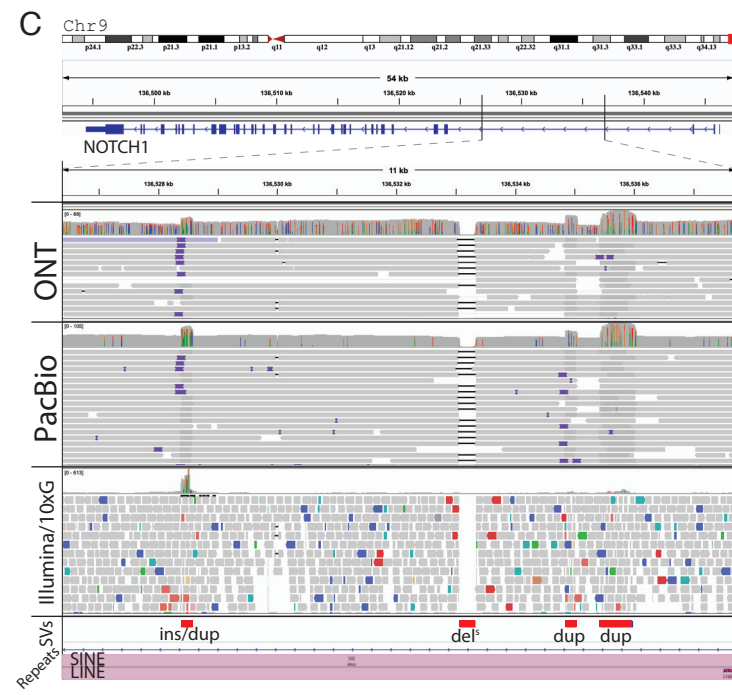 C
Chr9
p24.1 p22.3 p21.3 p21.1 p13.2 q11 q12 q13 q21.12 q21.2 q21.33 q22.32 q31.1 q31.3 q33.1 q33.3 q34.13
54 kb
136,500 kb 136,510 kb 136,520 kb 136,530 kb 136,540 kb
NOTCH1
11 kb
136,528 kb 136,530 kb 136,532 kb 136,534 kb 136,536 kb
ONT
[0 - 88]
PacBio
[0 - 105]
Illumina/10xG
[0 - 613]
SVs
ins/dup delˢ dup dup
Repeats
SINE
LINE